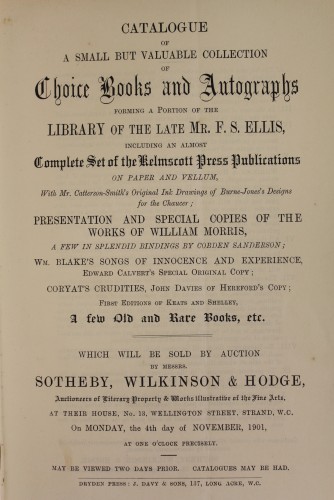 CATALOGUE
OF
A SMALL BUT VALUABLE COLLECTION
OF
Choice Books and Autographs
FORMING A PORTION OF THE
LIBRARY OF THE LATE MR. F. S. ELLIS,
INCLUDING AN ALMOST
Complete Set of the Kelmscott Press Publications
ON PAPER AND VELLUM,
With Mr. Catterson-Smith's Original Ink Drawings of Burne-Jones's Designs
for the Chaucer;
PRESENTATION AND SPECIAL COPIES OF THE
WORKS OF WILLIAM MORRIS,
A FEW IN SPLENDID BINDINGS BY COBDEN SANDERSON;
WM. BLAKE'S SONGS OF INNOCENCE AND EXPERIENCE,
EDWARD CALVERT'S SPECIAL ORIGINAL COPY;
CORYAT'S CRUDITIES, JOHN DAVIES OF HEREFORD'S COPY;
FIRST EDITIONS OF KEATS AND SHELLEY,
A few Old and Rare Books, etc.
WHICH WILL BE SOLD BY AUCTION
BY MESSRS.
SOTHEBY, WILKINSON & HODGE,
Auctioneers of Literary Property & Works illustrative of the Fine Arts,
AT THEIR HOUSE, No. 13, WELLINGTON STREET, STRAND, W.C.
On MONDAY, the 4th day of NOVEMBER, 1901,
AT ONE O'CLOCK PRECISELY.
MAY BE VIEWED TWO DAYS PRIOR. CATALOGUES MAY BE HAD.
DRYDEN PRESS: J. DAVY & SONS, 137, LONG ACRE, W.C.